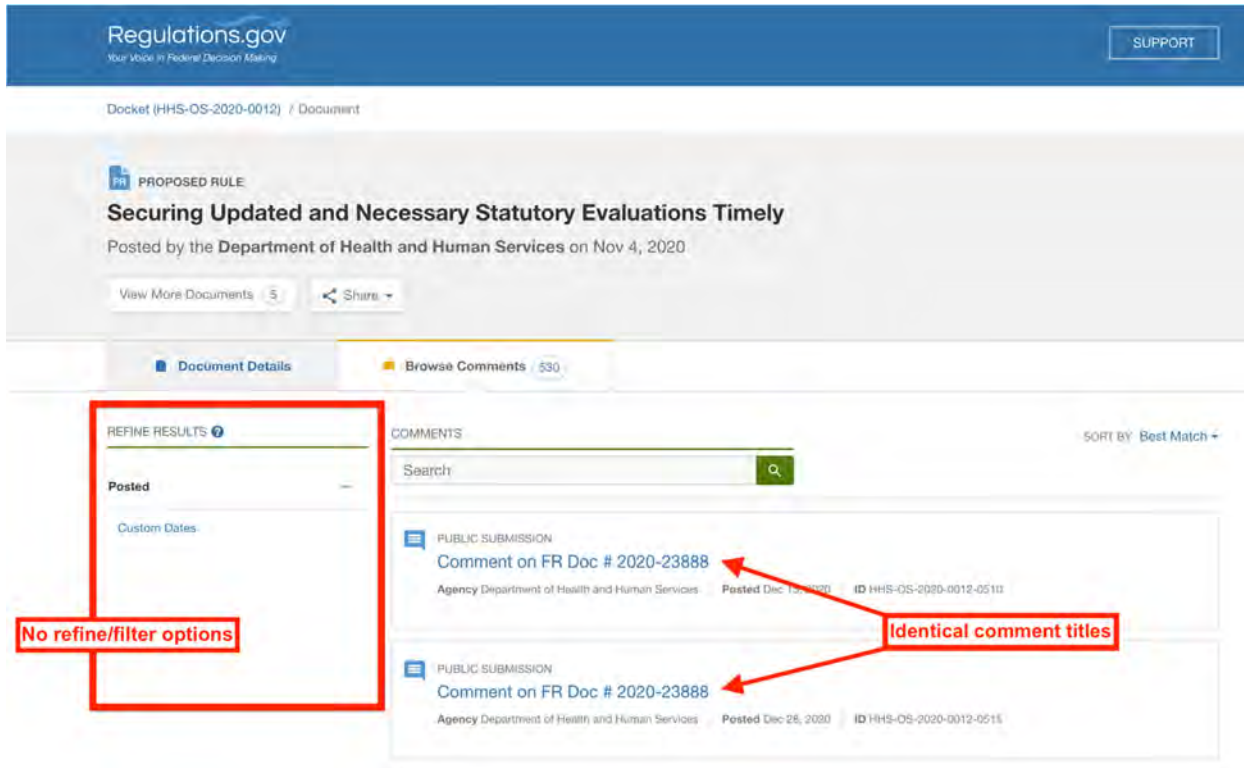 Regulations.gov
Your Voice in Federal Decision Making
SUPPORT
Docket (HHS-OS-2020-0012) / Document
PR PROPOSED RULE
Securing Updated and Necessary Statutory Evaluations Timely
Posted by the Department of Health and Human Services on Nov 4, 2020
View More Documents 5 Share
Document Details Browse Comments 530
REFINE RESULTS ?
COMMENTS
SORT BY Best Match
Search
Posted
Custom Dates
PUBLIC SUBMISSION
Comment on FR Doc # 2020-23888
Agency Department of Health and Human Services Posted Dec 2020 ID HHS-OS-2020-0012-0510
No refine/filter options
Identical comment titles
PUBLIC SUBMISSION
Comment on FR Doc # 2020-23888
Agency Department of Health and Human Services Posted Dec 26, 2020 ID HHS-OS-2020-0012-0515